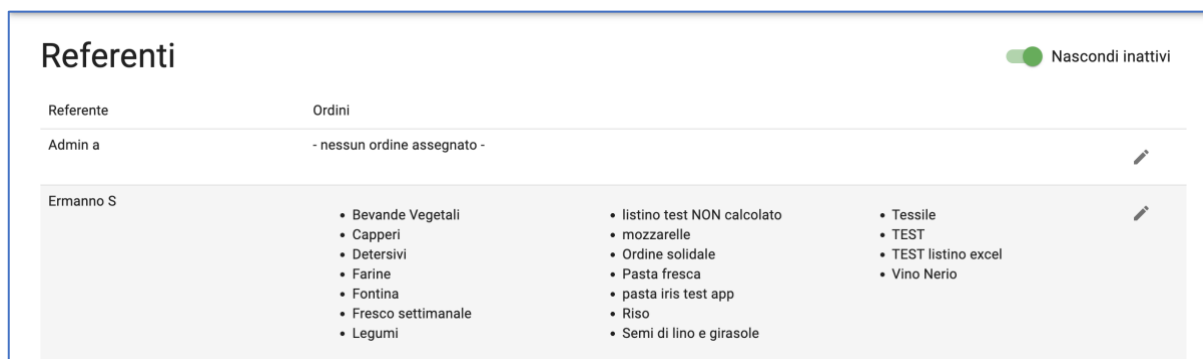 Referenti
Nascondi inattivi
Referente Ordini
Admin a - nessun ordine assegnato -
Ermanno S
• Bevande Vegetali
• Capperi
• Detersivi
• Farine
• Fontina
• Fresco settimanale
• Legumi
• listino test NON calcolato
• mozzarelle
• Ordine solidale
• Pasta fresca
• pasta iris test app
• Riso
• Semi di lino e girasole
• Tessile
• TEST
• TEST listino excel
• Vino Nerio